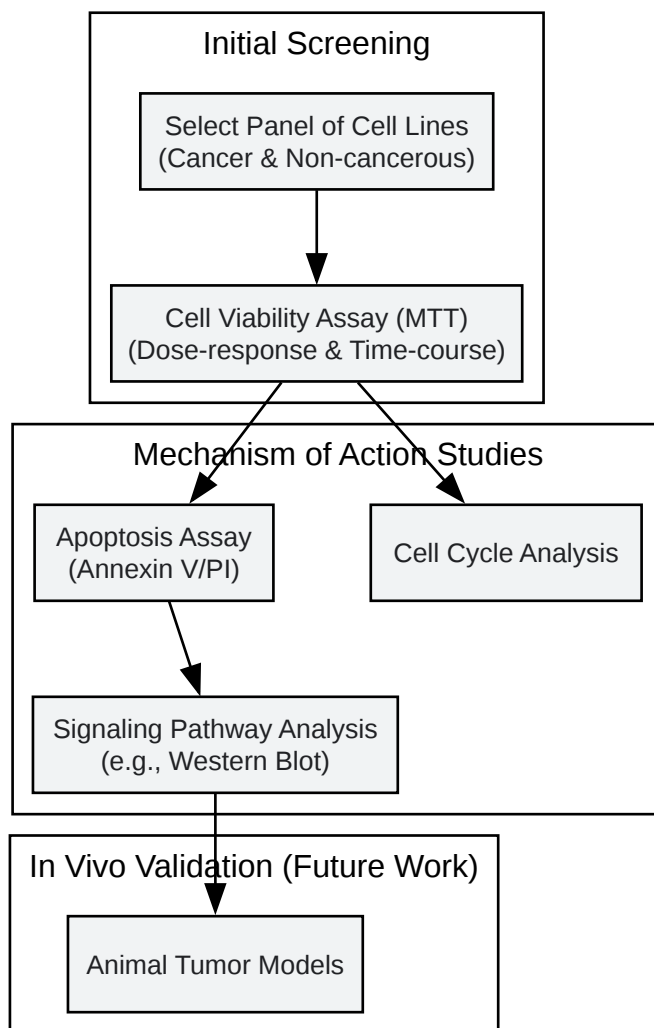 Initial Screening
Select Panel of Cell Lines
(Cancer & Non-cancerous)
Cell Viability Assay (MTT)
(Dose-response & Time-course)
Mechanism of Action Studies
Apoptosis Assay
(Annexin V/PI)
Cell Cycle Analysis
Signaling Pathway Analysis
(e.g., Western Blot)
In Vivo Validation (Future Work)
Animal Tumor Models